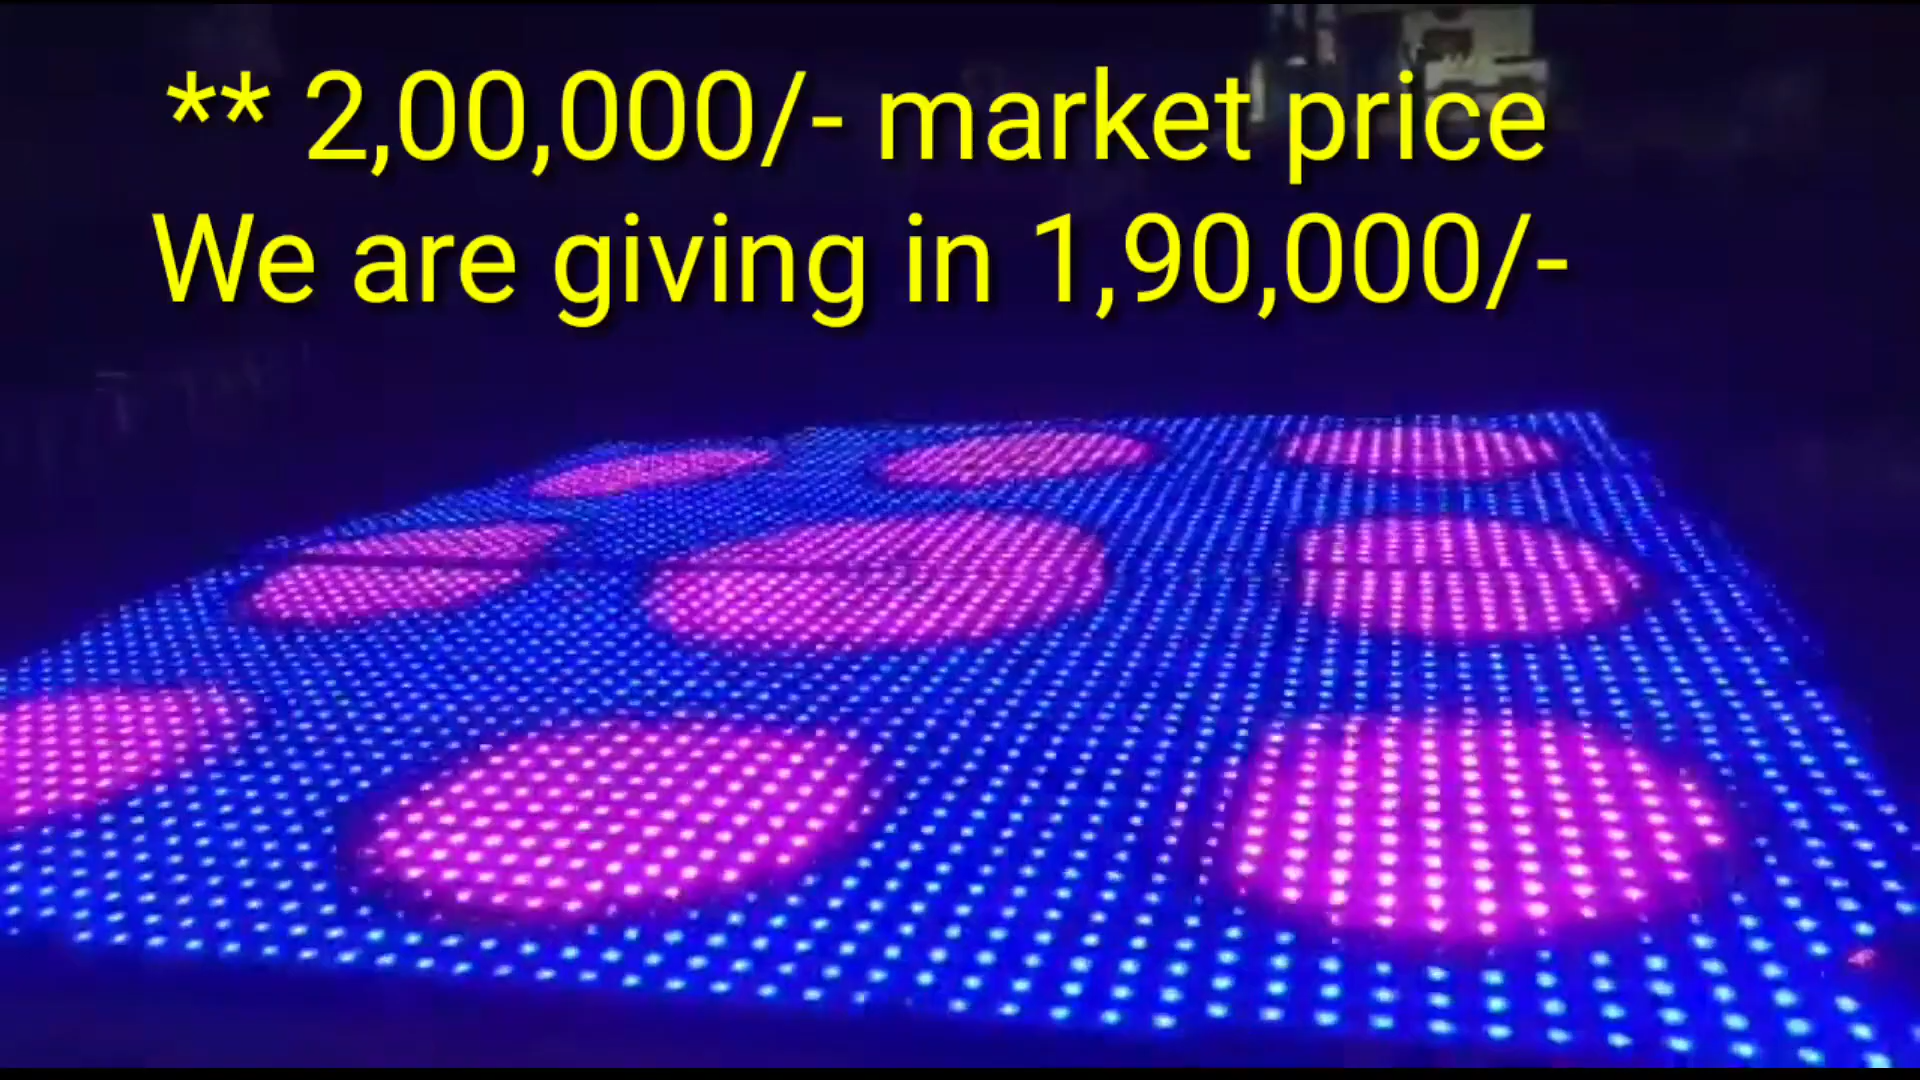 ** 2,00,000/- market price
We are giving in 1,90,000/-